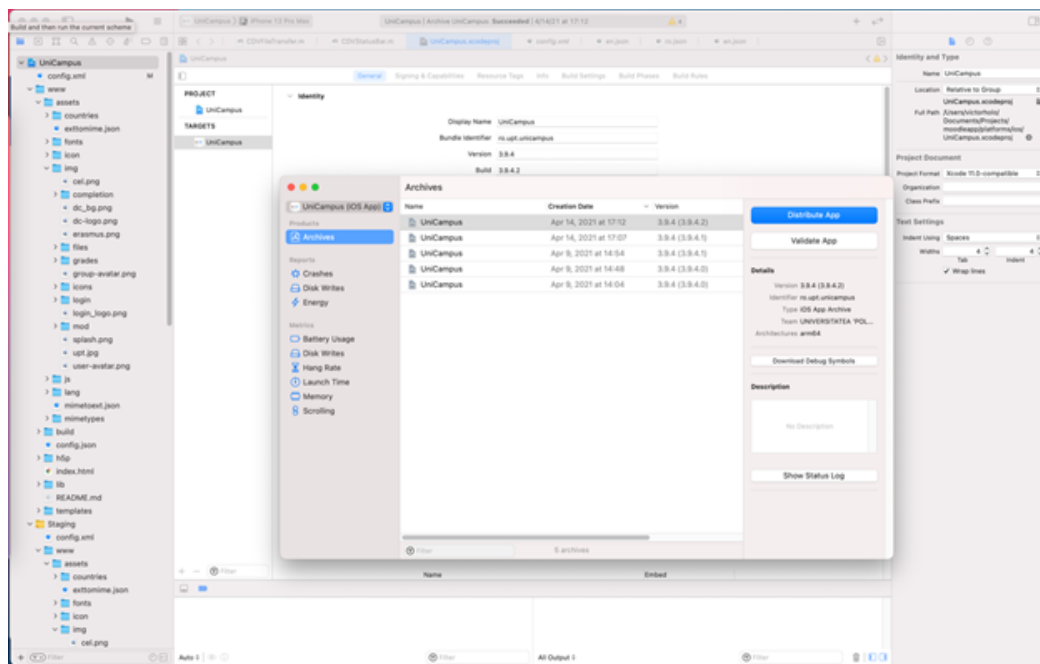 UniCampus
iPhone 12 Pro Max
UniCampus | Archive UniCampus: Succeeded | 4/14/21 at 17:12
4
Build and then run the current scheme
CDVFileTransfer.m
CDVStatusBar.m
UniCampus.xcodeproj
config.xml
UniCampus
config.xml
M
www
assets
countries
exttomime.json
fonts
icon
img
cel.png
completion
dc_bg.png
dc-logo.png
erasmus.png
files
grades
group-avatar.png
icons
login
login_logo.png
mod
splash.png
upt.jpg
user-avatar.png
js
lang
mimetoext.json
mimetypes
build
config.json
h5p
index.html
lib
README.md
templates
Staging
config.xml
www
assets
countries
exttomime.json
fonts
icon
img
cel.png
Filter
UniCampus
General
Signing & Capabilities
Resource Tags
Info
Build Settings
Build Phases
Build Rules
PROJECT
UniCampus
TARGETS
UniCampus
Identity
Display Name
UniCampus
Bundle Identifier
ro.upt.unicampus
Version
3.9.4
Build
3.9.4.2
Archives
UniCampus (iOS App)
Products
Archives
Reports
Crashes
Disk Writes
Energy
Metrics
Battery Usage
Disk Writes
Hang Rate
Launch Time
Memory
Scrolling
Name
Creation Date
Version
UniCampus
Apr 14, 2021 at 17:12
3.9.4 (3.9.4.2)
UniCampus
Apr 14, 2021 at 17:07
3.9.4 (3.9.4.1)
UniCampus
Apr 9, 2021 at 14:54
3.9.4 (3.9.4.1)
UniCampus
Apr 9, 2021 at 14:48
3.9.4 (3.9.4.0)
UniCampus
Apr 9, 2021 at 14:04
3.9.4 (3.9.4.0)
Filter
5 archives
Distribute App
Validate App
Details
Version 3.9.4 (3.9.4.2)
Identifier ro.upt.unicampus
Type iOS App Archive
Team UNIVERSITATEA 'POL...
Architectures arm64
Download Debug Symbols
Description
No Description
Show Status Log
Filter
Name
Embed
Auto
Filter
All Output
Filter
Identity and Type
Name UniCampus
Location Relative to Group
UniCampus.xcodeproj
Full Path /Users/victorholo/
Documents/Projects/
moodleapp/platforms/ios/
UniCampus.xcodeproj
Project Document
Project Format Xcode 11.0-compatible
Organization
Class Prefix
Text Settings
Indent Using Spaces
Widths 4 4
Tab Indent
Wrap lines